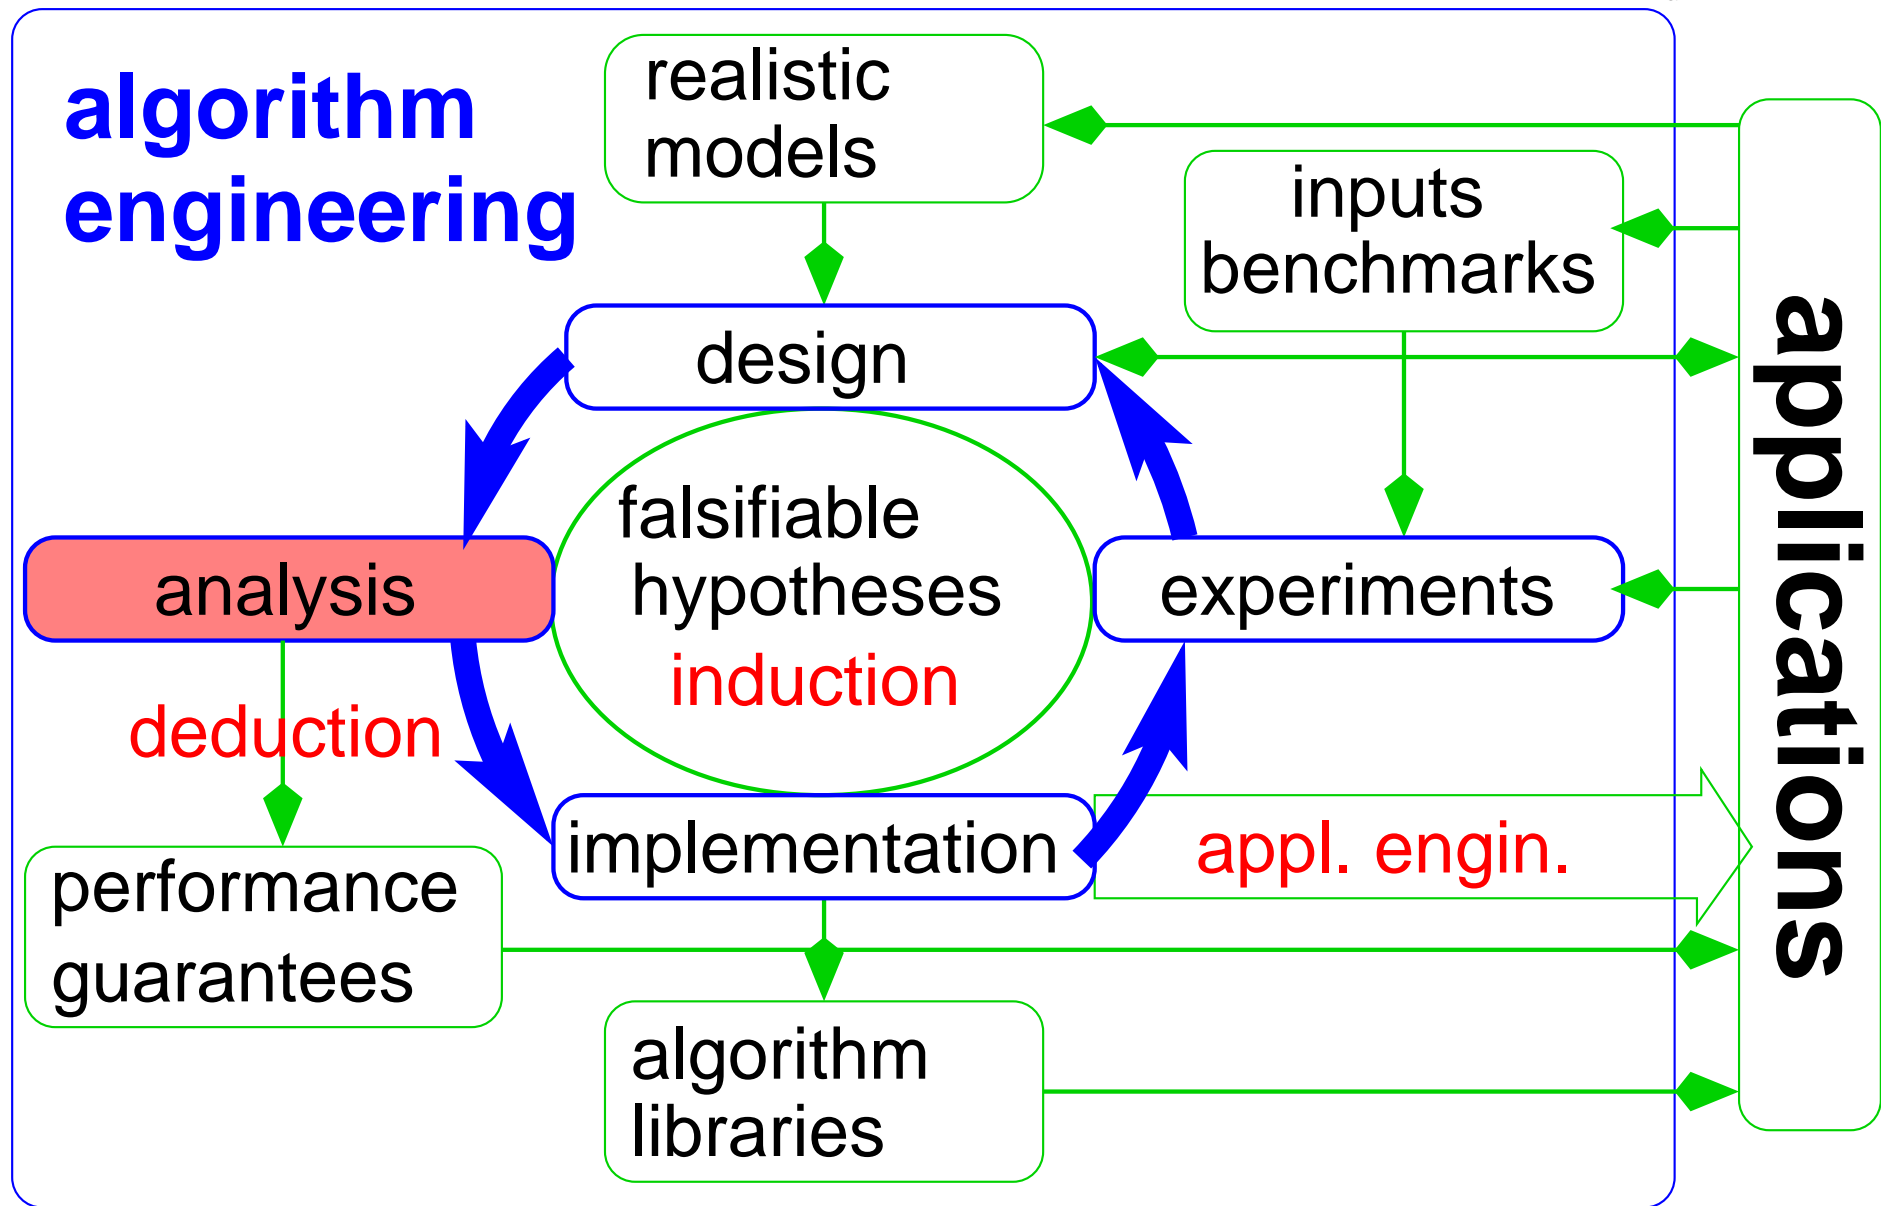 algorithm
engineering
realistic
models
inputs
benchmarks
design
falsifiable
hypotheses
induction
analysis
experiments
deduction
implementation
appl. engin.
performance
guarantees
algorithm
libraries
applications